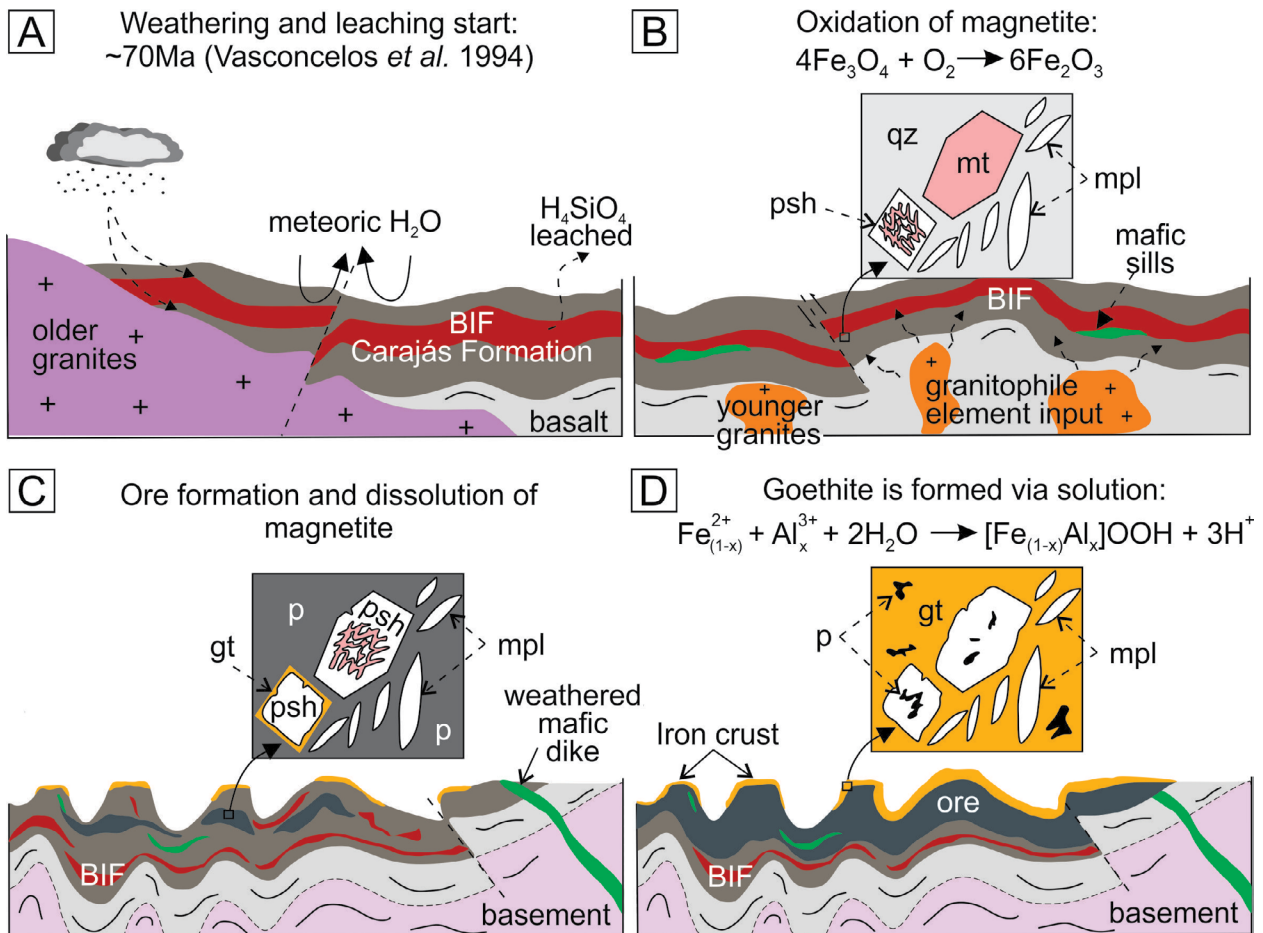 A
Weathering and leaching start:
~70Ma (Vasconcelos et al. 1994)
meteoric H₂O
H₄SiO₄
leached
older
granites
BIF
Carajás Formation
basalt
B
Oxidation of magnetite:
4Fe₃O₄ + O₂ → 6Fe₂O₃
qz
mt
mpl
psh
mafic
sills
BIF
younger
granites
granitophile
element input
C
Ore formation and dissolution of
magnetite
p
psh
gt
mpl
psh
p
weathered
mafic
dike
BIF
basement
D
Goethite is formed via solution:
Fe²⁺₍₁₋ₓ₎ + Al³⁺ₓ + 2H₂O → [Fe₍₁₋ₓ₎Alₓ]OOH + 3H⁺
gt
p
mpl
Iron crust
ore
BIF
basement